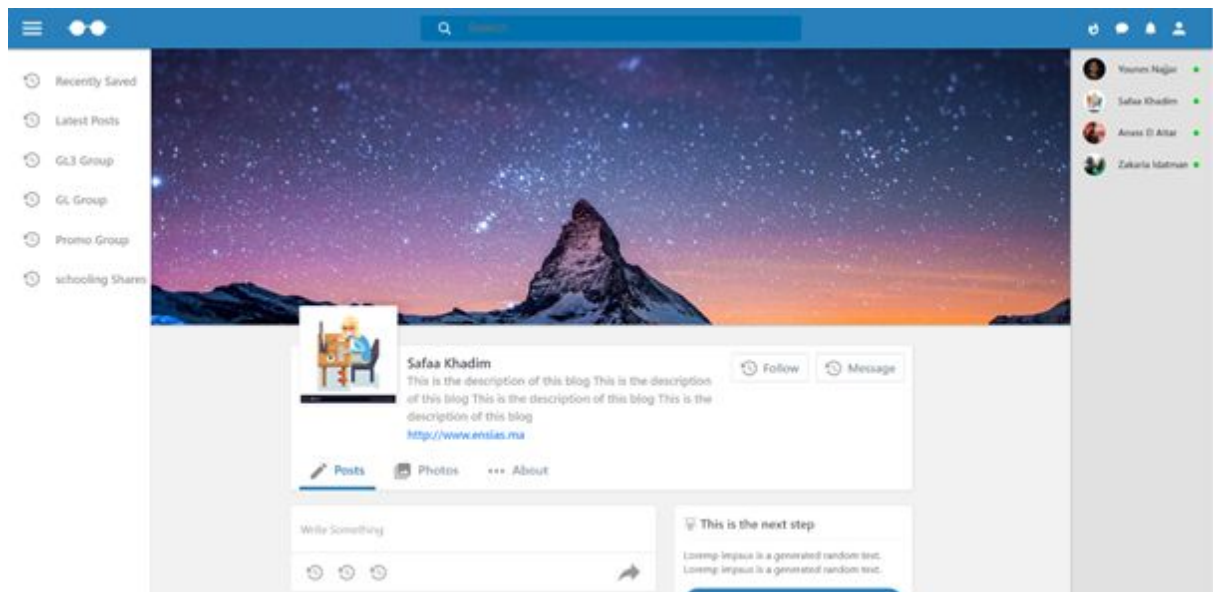 Search
Recently Saved
Latest Posts
GL3 Group
GL Group
Promo Group
schooling Shares
Younes Najjar
Safaa Khadim
Anass El Attar
Zakaria Idatman
Safaa Khadim
This is the description of this blog This is the description
of this blog This is the description of this blog This is the
description of this blog
http://www.ensias.ma
Follow
Message
Posts
Photos
About
Write Something
This is the next step
Loremp impsux is a generated random text.
Loremp impsux is a generated random text.